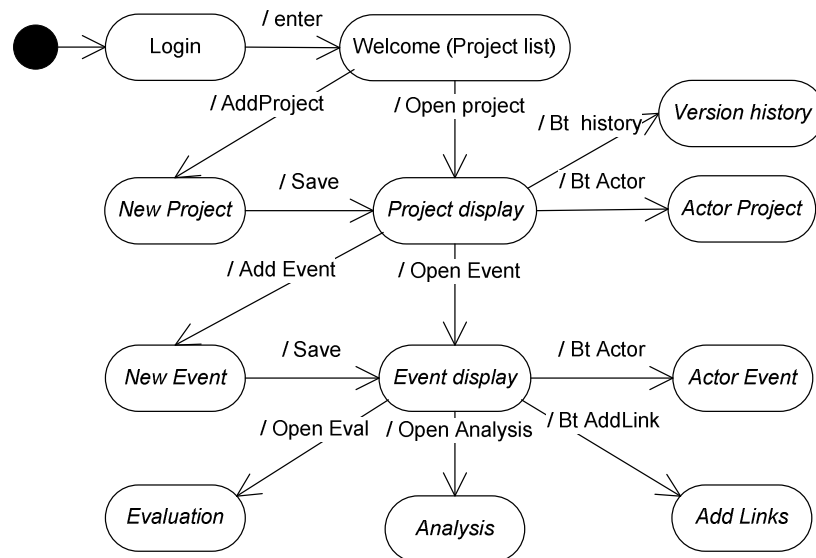 / enter
Login
Welcome (Project list)
/ AddProject
/ Open project
Version history
/ Bt  history
/ Save
/ Bt Actor
New Project
Project display
Actor Project
/ Add Event
/ Open Event
/ Save
/ Bt Actor
New Event
Event display
Actor Event
/ Open Eval
/ Open Analysis
/ Bt AddLink
Evaluation
Analysis
Add Links